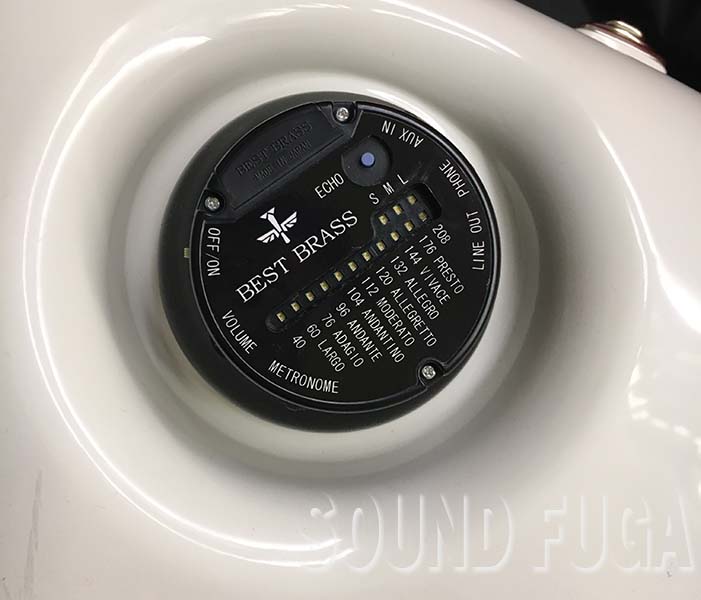 BEST BRASS
MADE IN JAPAN
AUX IN
ECHO
S M L
LINE OUT PHONE
OFF/ON
BEST BRASS
208
176 PRESTO
144 VIVACE
132 ALLEGRO
120 ALLEGRETTO
112 MODERATO
104 ANDANTINO
96 ANDANTE
76 ADAGIO
60 LARGO
40
VOLUME
METRONOME
SOUND FUGA